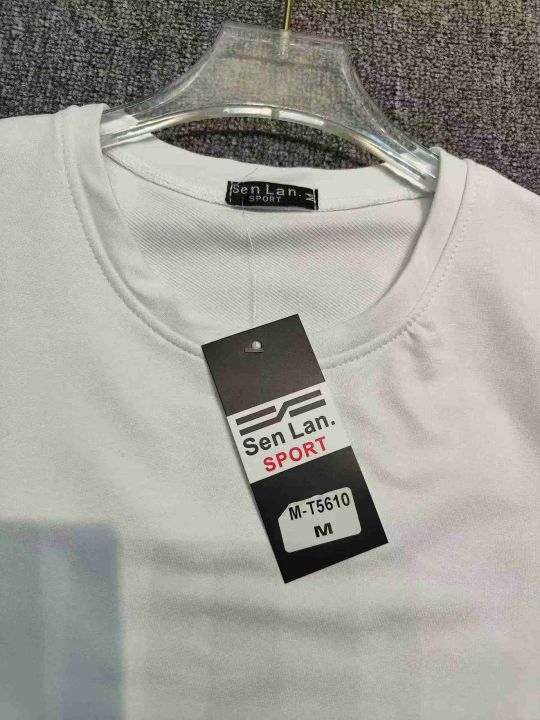 Sen Lan.
SPORT
M
Sen Lan.
SPORT
M-T5610
M